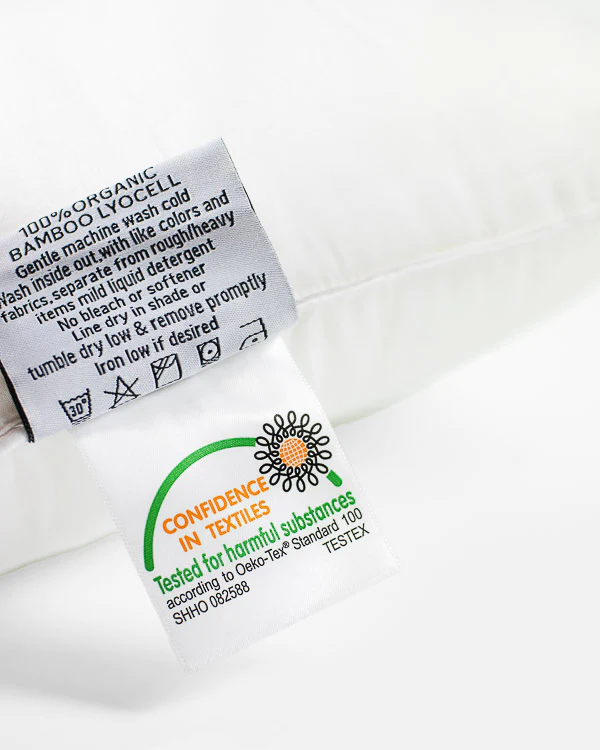 100% ORGANIC
BAMBOO LYOCELL
Gentle machine wash cold
Wash inside out,with like colors and
fabrics,separate from rough/heavy
items mild liquid detergent
No bleach or softener
Line dry in shade or
tumble dry low & remove promptly
Iron low if desired
30°
CONFIDENCE
IN TEXTILES
Tested for harmful substances
according to Oeko-Tex® Standard 100
SHHO 082588 TESTEX